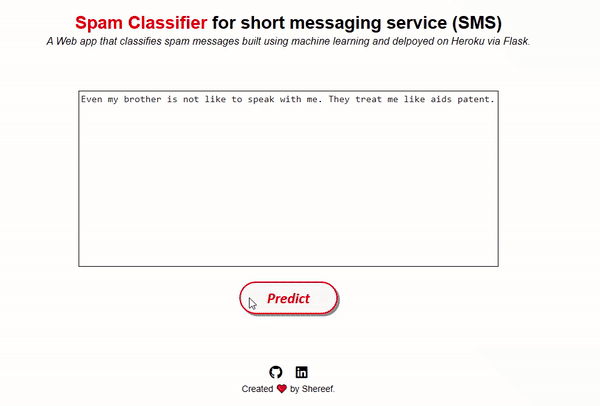 Spam Classifier for short messaging service (SMS)
A Web app that classifies spam messages built using machine learning and delpoyed on Heroku via Flask.
Even my brother is not like to speak with me. They treat me like aids patent.
Predict
Created ❤ by Shereef.